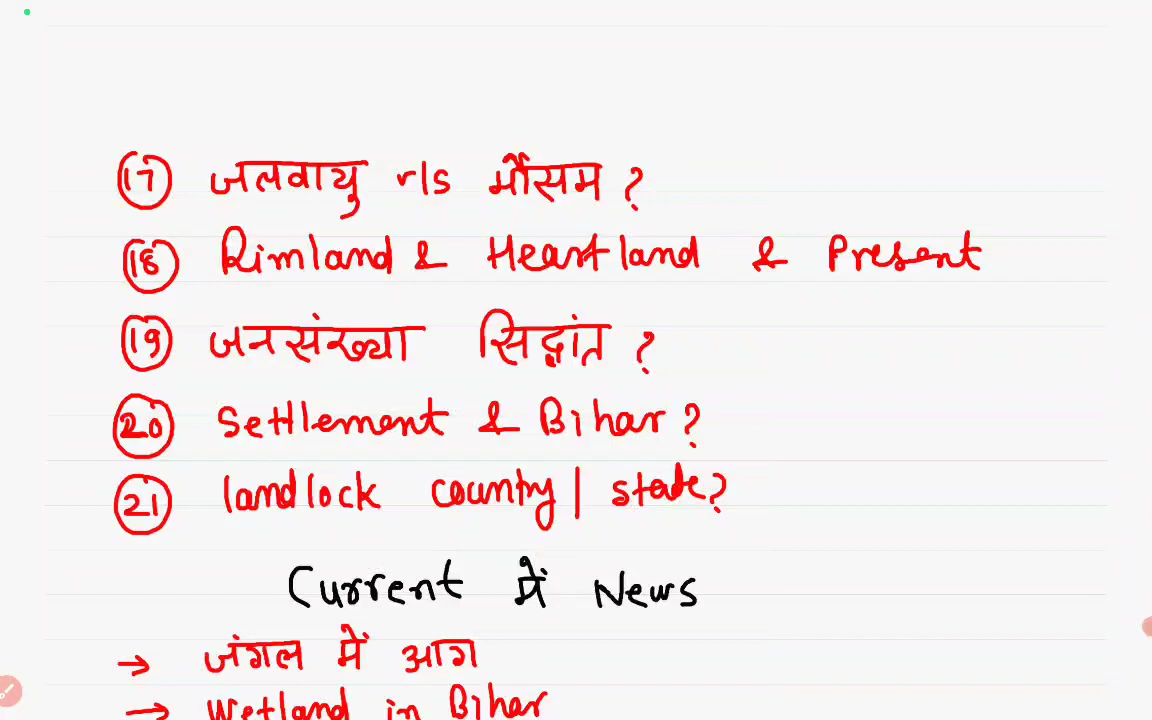 17 जलवायु r/s मौसम ?
18 Rimland & Heartland & Present
19 जनसंख्या सिद्धांत ?
20 Settlement & Bihar ?
21 landlock county | state ?
Current में News
→ जंगल में आग
→ Wetland in Bihar